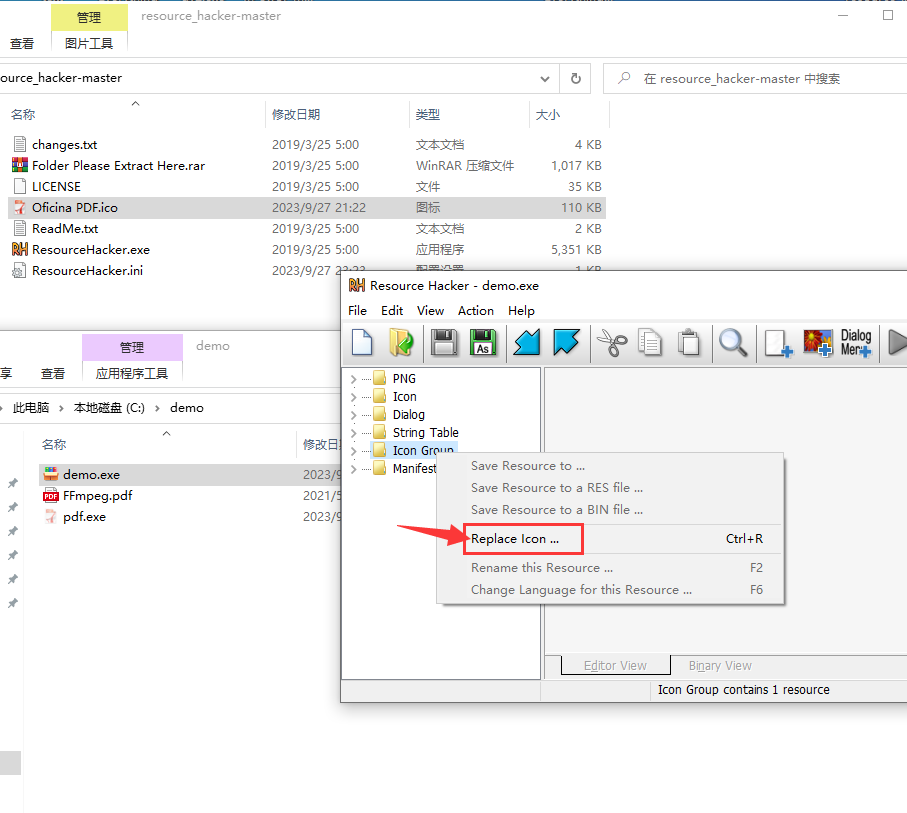 管理
resource_hacker-master
查看
图片工具
ource_hacker-master
在 resource_hacker-master 中搜索
名称 修改日期 类型 大小
changes.txt 2019/3/25 5:00 文本文档 4 KB
Folder Please Extract Here.rar 2019/3/25 5:00 WinRAR 压缩文件 1,017 KB
LICENSE 2019/3/25 5:00 文件 35 KB
Oficina PDF.ico 2023/9/27 21:22 图标 110 KB
ReadMe.txt 2019/3/25 5:00 文本文档 2 KB
RH ResourceHacker.exe 2019/3/25 5:00 应用程序 5,351 KB
ResourceHacker.ini 2023/9/27 22:22 配置设置 1 KB
管理
demo
享 查看 应用程序工具
此电脑 › 本地磁盘 (C:) › demo
名称 修改日
demo.exe 2023/9
PDF FFmpeg.pdf 2021/5
pdf.exe 2023/9
RH Resource Hacker - demo.exe
File Edit View Action Help
As
Dialog
Mer
PNG
Icon
Dialog
String Table
Icon Group
Manifest
Save Resource to ...
Save Resource to a RES file ...
Save Resource to a BIN file ...
Replace Icon ... Ctrl+R
Rename this Resource ... F2
Change Language for this Resource ... F6
Editor View Binary View
Icon Group contains 1 resource